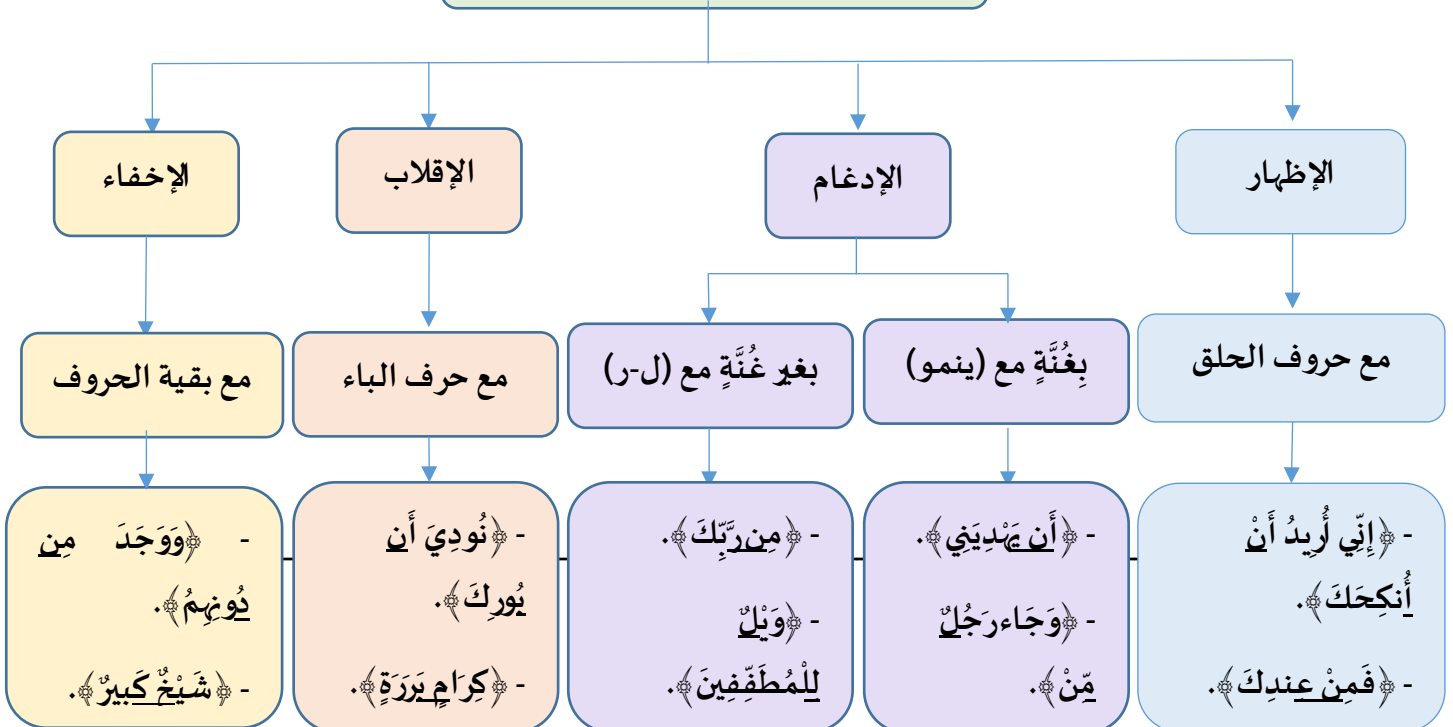 الإظهار
الإدغام
الإقلاب
الإخفاء
مع حروف الحلق
بِغُنَّةٍ مع (ينمو)
بغير غُنَّةٍ مع (ل-ر)
مع حرف الباء
مع بقية الحروف
- ﴿إِنِّي أُرِيدُ أَنْ
أُنكِحَكَ﴾.
- ﴿فَمِنْ عِندِكَ﴾.
- ﴿أَن يَهْدِيَنِي﴾.
- ﴿وَجَاء رَجُلٌ
مِّنْ﴾.
- ﴿مِن رَّبِّكَ﴾.
- ﴿وَيْلٌ
لِلْمُطَفِّفِينَ﴾.
- ﴿نُودِيَ أَن
بُورِكَ﴾.
- ﴿كِرَامٍ بَرَرَةٍ﴾.
- ﴿وَوَجَدَ مِن
دُونِهِمُ﴾.
- ﴿شَيْخٌ كَبِيرٌ﴾.